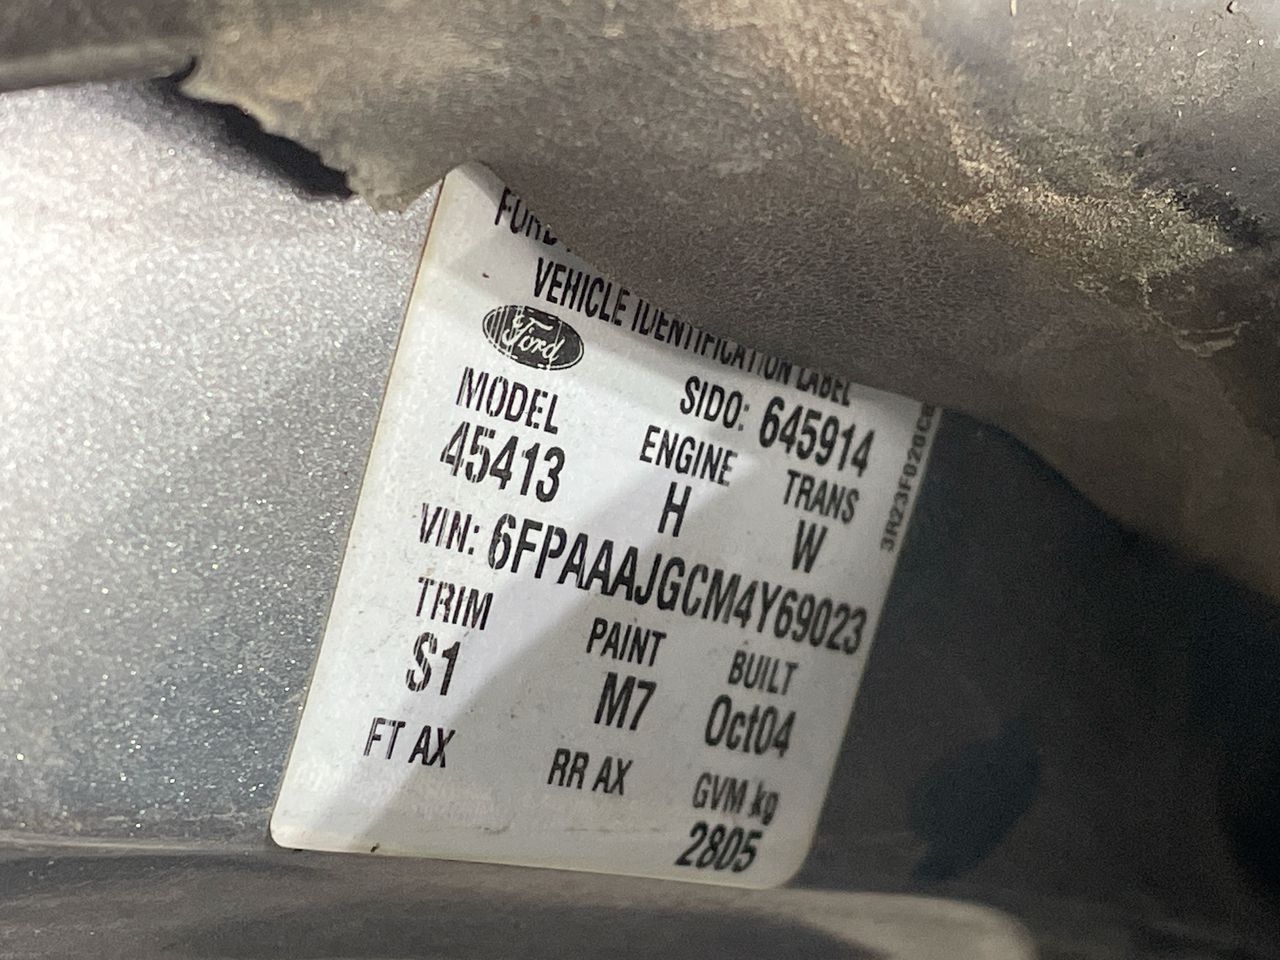 FORD
VEHICLE IDENTIFICATION LABEL
Ford
SIDO: 645914
MODEL ENGINE TRANS
45413 H W
VIN: 6FPAAAJGCM4Y69023
TRIM PAINT BUILT
S1 M7 Oct04
FT AX RR AX GVM kg
2805